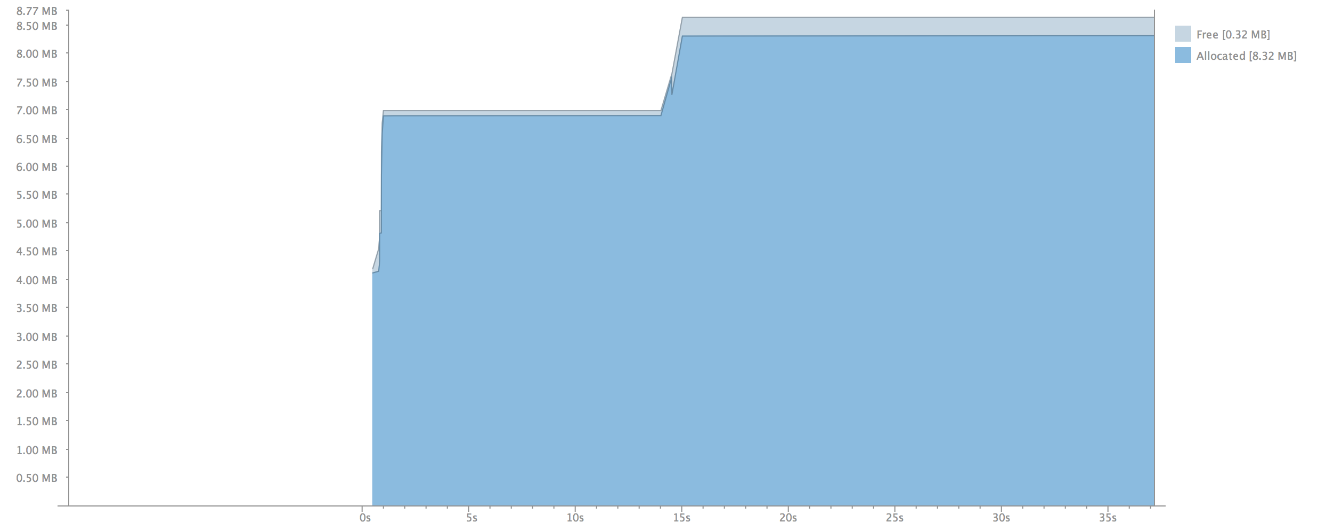 8.77 MB
8.50 MB
8.00 MB
7.50 MB
7.00 MB
6.50 MB
6.00 MB
5.50 MB
5.00 MB
4.50 MB
4.00 MB
3.50 MB
3.00 MB
2.50 MB
2.00 MB
1.50 MB
1.00 MB
0.50 MB
0s 5s 10s 15s 20s 25s 30s 35s
Free [0.32 MB]
Allocated [8.32 MB]